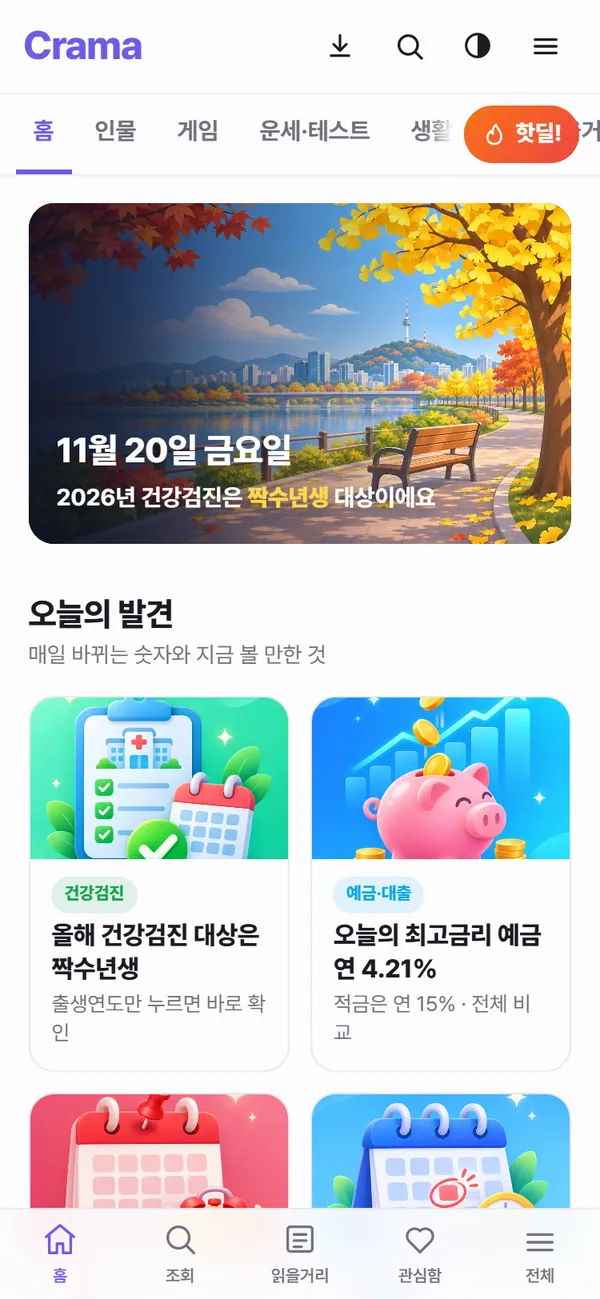 Crama
홈 인물 게임 운세·테스트 생활 핫딜!
11월 20일 금요일
2026년 건강검진은 짝수년생 대상이에요
오늘의 발견
매일 바뀌는 숫자와 지금 볼 만한 것
건강검진
올해 건강검진 대상은
짝수년생
출생연도만 누르면 바로 확
인
예금·대출
오늘의 최고금리 예금
연 4.21%
적금은 연 15% · 전체 비
교
홈 조회 읽을거리 관심함 전체